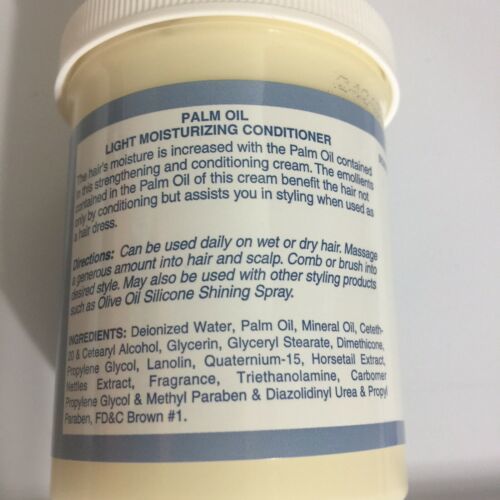 PALM OIL
LIGHT MOISTURIZING CONDITIONER
The hair's moisture is increased with the Palm Oil contained
in this strengthening and conditioning cream. The emollients
contained in the Palm Oil of this cream benefit the hair not
only by conditioning but assists you in styling when used as
a hair dress.
Directions: Can be used daily on wet or dry hair. Massage
a generous amount into hair and scalp. Comb or brush into
desired style. May also be used with other styling products
such as Olive Oil Silicone Shining Spray.
INGREDIENTS: Deionized Water, Palm Oil, Mineral Oil, Ceteth-
20 & Cetearyl Alcohol, Glycerin, Glyceryl Stearate, Dimethicone,
Propylene Glycol, Lanolin, Quaternium-15, Horsetail Extract,
Nettles Extract, Fragrance, Triethanolamine, Carbomer
Propylene Glycol & Methyl Paraben & Diazolidinyl Urea & Propyl
Paraben, FD&C Brown #1.